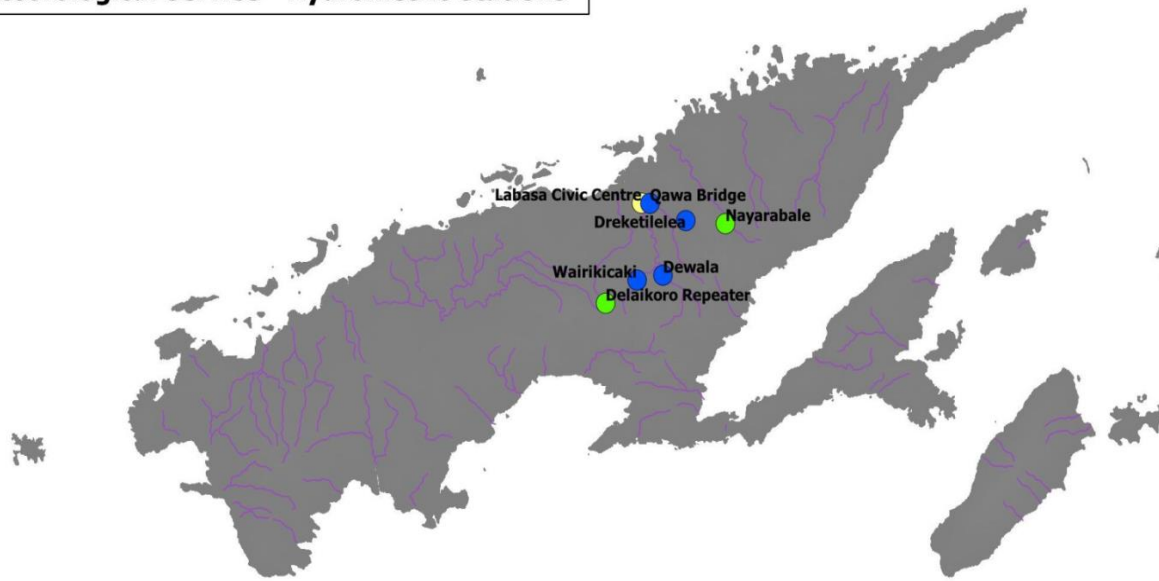 Labasa Civic Centre
Qawa Bridge
Dreketilelea
Nayarabale
Wairikicaki
Dewala
Delaikoro Repeater